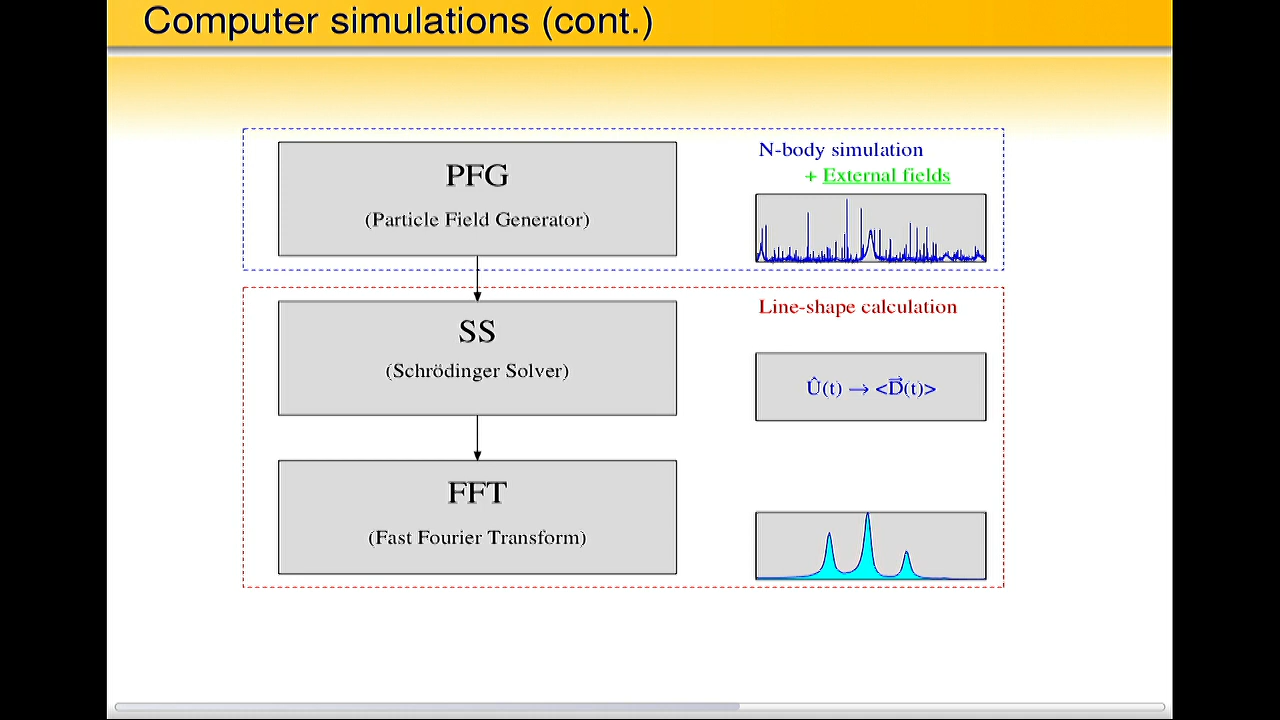 Computer simulations (cont.)
PFG
(Particle Field Generator)
N-body simulation
+ External fields
SS
(Schrödinger Solver)
Line-shape calculation
Û(t) → <D⃗(t)>
FFT
(Fast Fourier Transform)